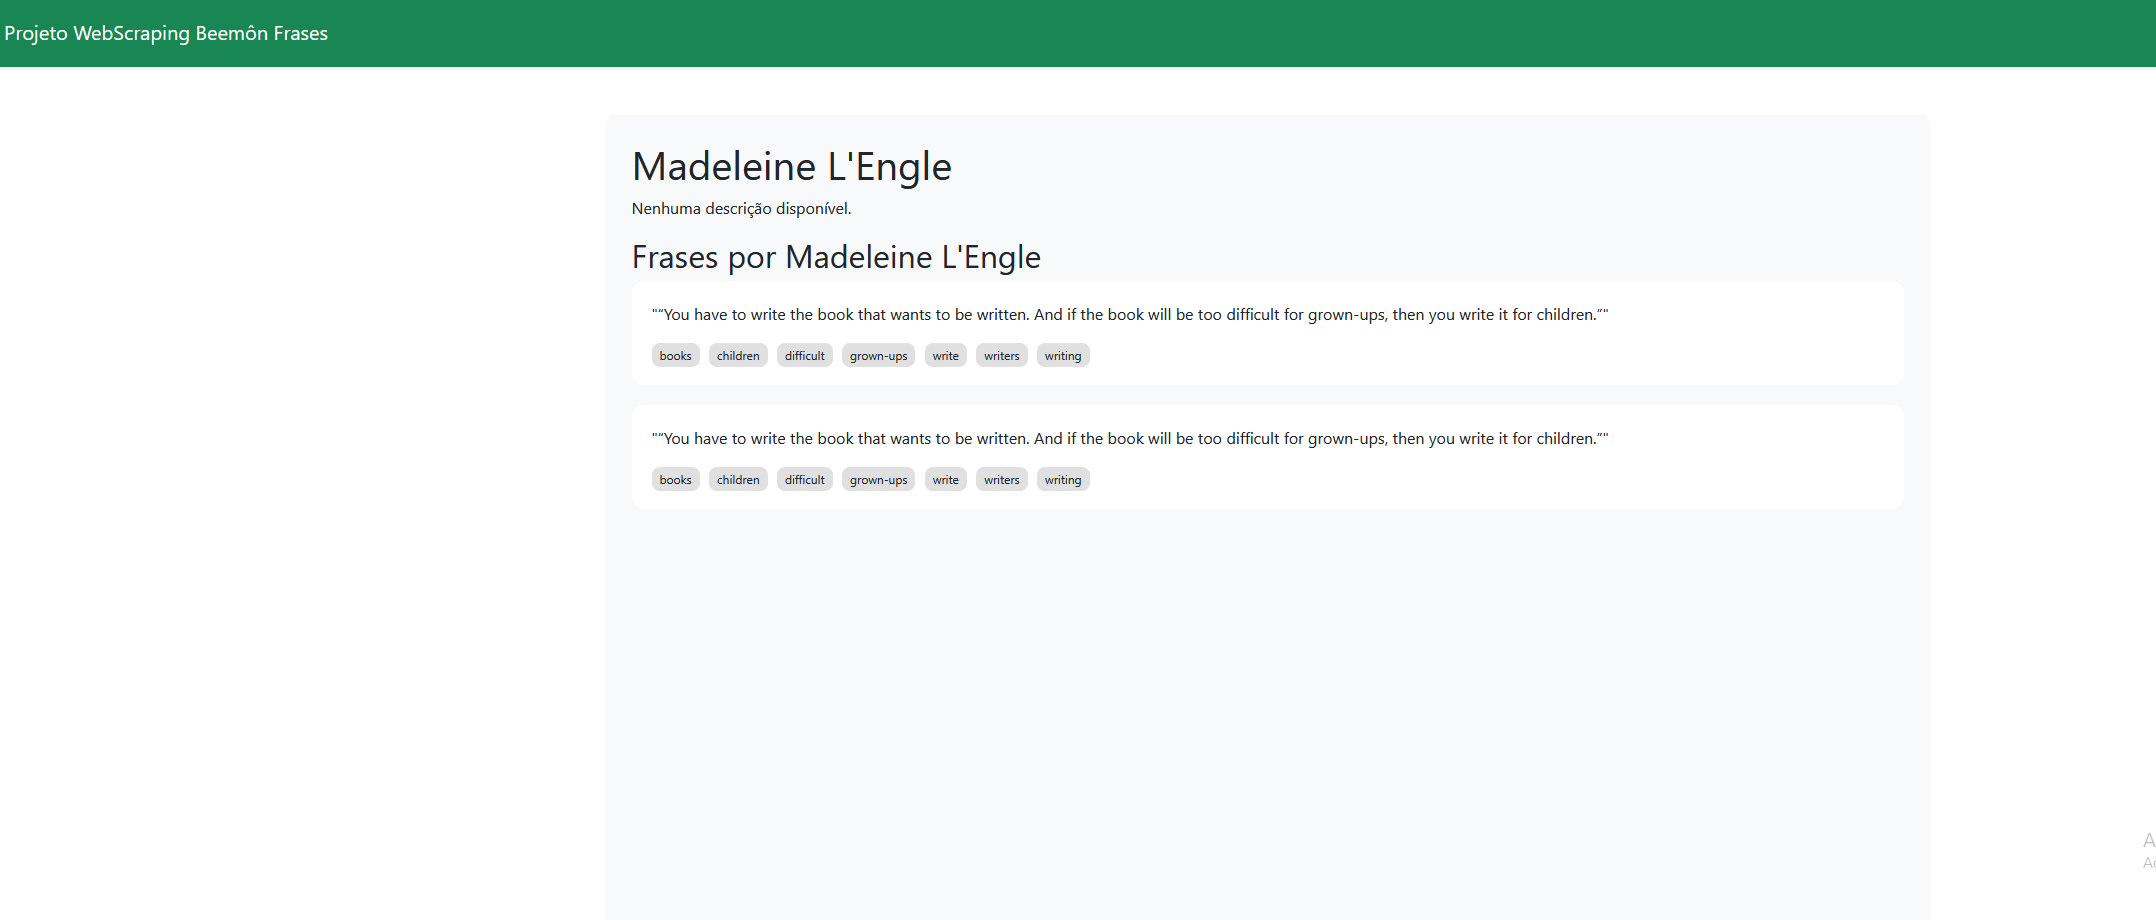 Projeto WebScraping Beemôn Frases
Madeleine L'Engle
Nenhuma descrição disponível.
Frases por Madeleine L'Engle
"“You have to write the book that wants to be written. And if the book will be too difficult for grown-ups, then you write it for children.”"
books children difficult grown-ups write writers writing
"“You have to write the book that wants to be written. And if the book will be too difficult for grown-ups, then you write it for children.”"
books children difficult grown-ups write writers writing